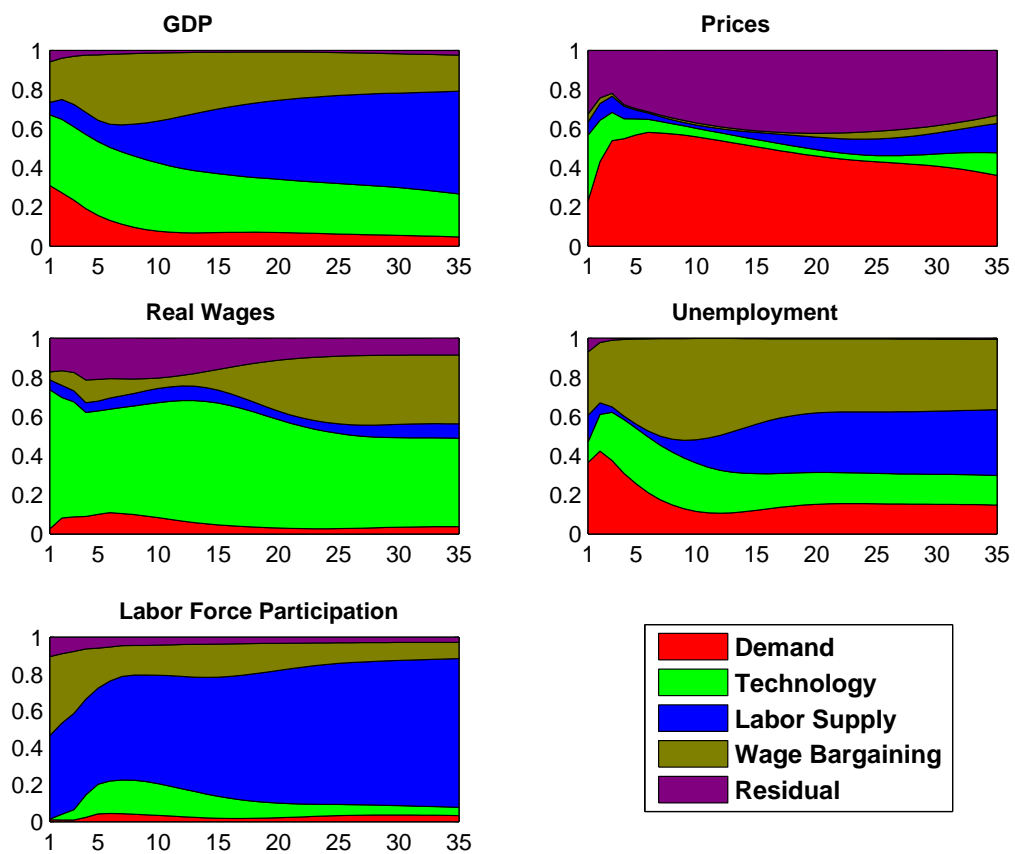 GDP
1
0.8
0.6
0.4
0.2
0
1 5 10 15 20 25 30 35
Prices
1
0.8
0.6
0.4
0.2
0
1 5 10 15 20 25 30 35
Real Wages
1
0.8
0.6
0.4
0.2
0
1 5 10 15 20 25 30 35
Unemployment
1
0.8
0.6
0.4
0.2
0
1 5 10 15 20 25 30 35
Labor Force Participation
1
0.8
0.6
0.4
0.2
0
1 5 10 15 20 25 30 35
Demand
Technology
Labor Supply
Wage Bargaining
Residual